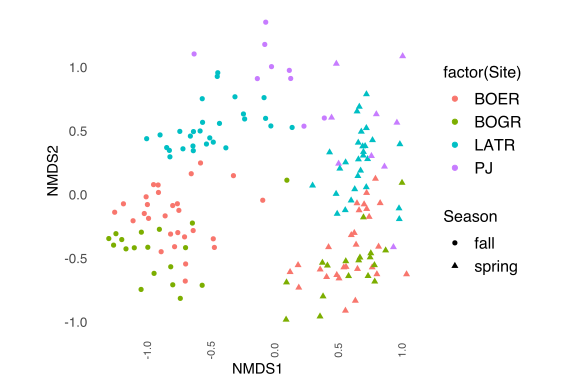 1.0
0.5
0.0
-0.5
-1.0
NMDS2
-1.0
-0.5
0.0
0.5
1.0
NMDS1
factor(Site)
BOER
BOGR
LATR
PJ
Season
fall
spring